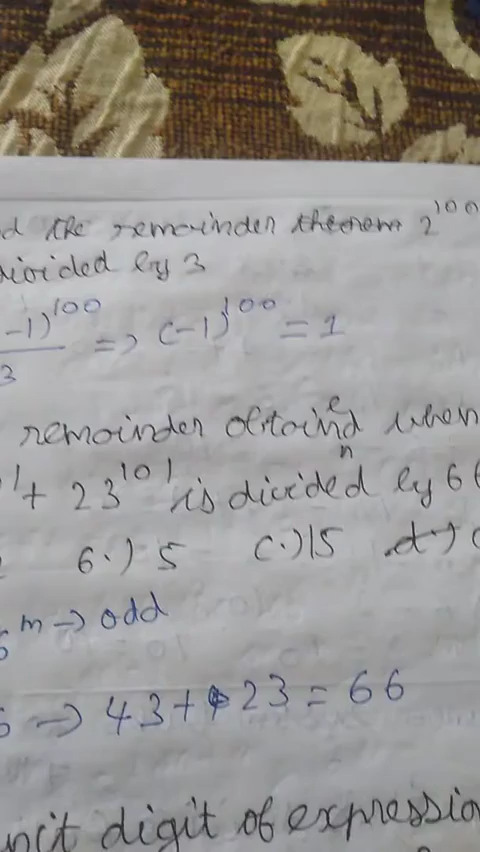 the remainder theorem 2^100
divided by 3
-1)^100 / 3 => (-1)^100 = 1
remainder obtained when
+ 23^101 is divided by 66
6.) 5 c.) 15 d)
m -> odd
-> 43 + 23 = 66
unit digit of expression